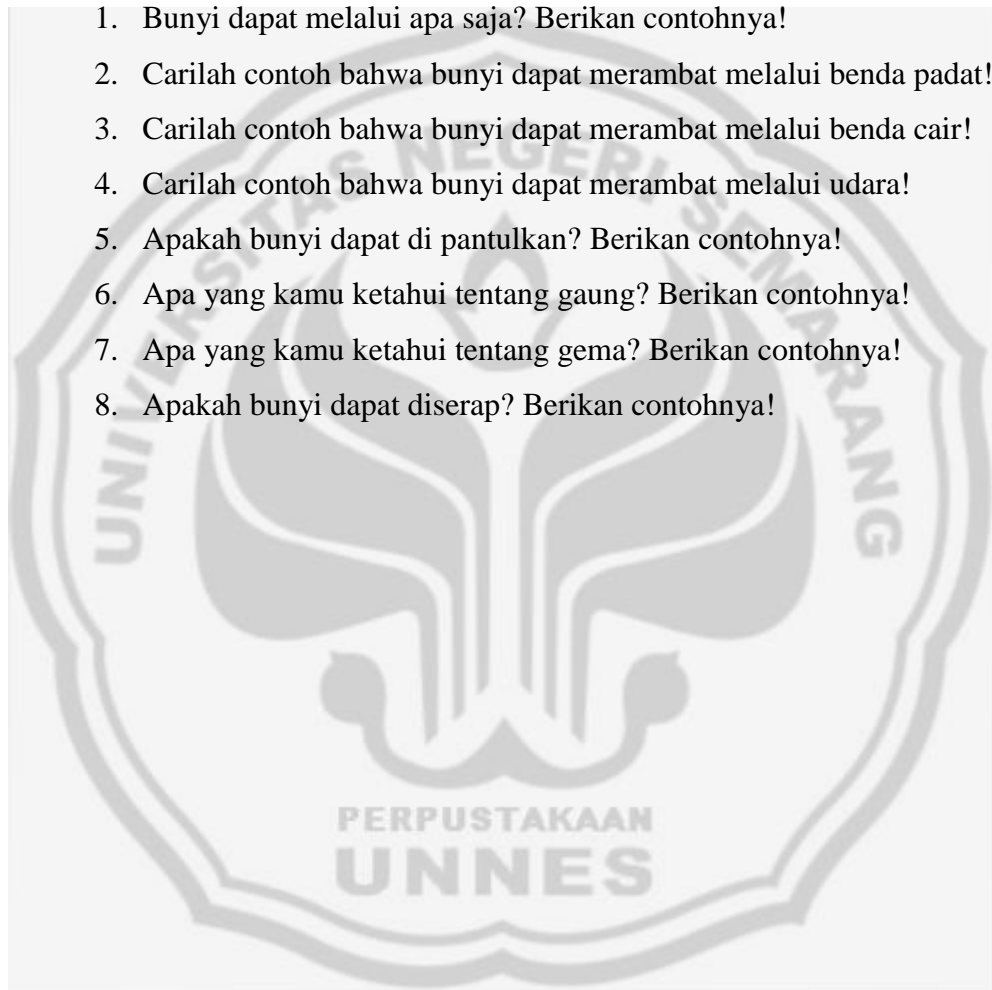 1. Bunyi dapat melalui apa saja? Berikan contohnya!
2. Carilah contoh bahwa bunyi dapat merambat melalui benda padat!
3. Carilah contoh bahwa bunyi dapat merambat melalui benda cair!
4. Carilah contoh bahwa bunyi dapat merambat melalui udara!
5. Apakah bunyi dapat di pantulkan? Berikan contohnya!
6. Apa yang kamu ketahui tentang gaung? Berikan contohnya!
7. Apa yang kamu ketahui tentang gema? Berikan contohnya!
8. Apakah bunyi dapat diserap? Berikan contohnya!
UNIVERSITAS NEGERI SEMARANG
PERPUSTAKAAN
UNNES